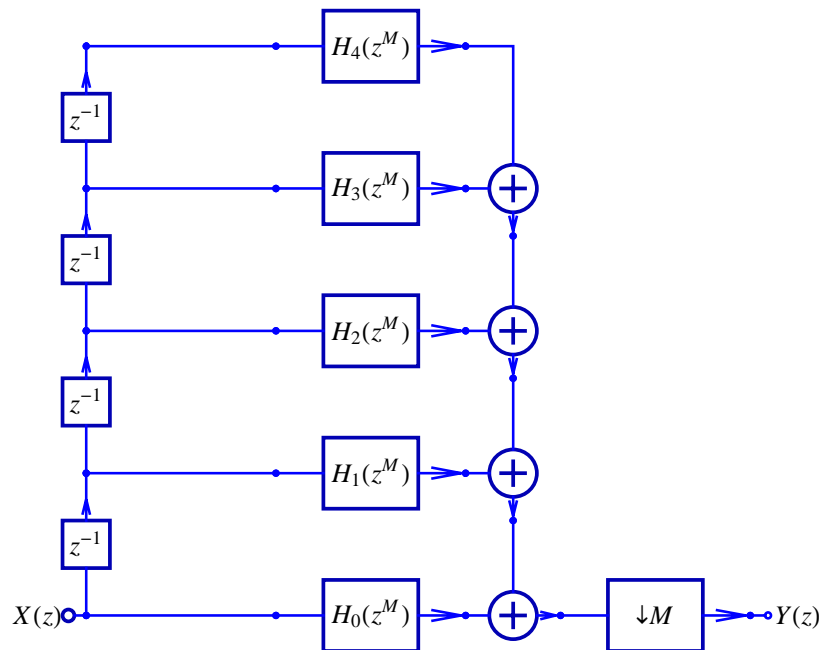 H₄(zᴹ)
z⁻¹
H₃(zᴹ)
z⁻¹
H₂(zᴹ)
z⁻¹
H₁(zᴹ)
z⁻¹
X(z) H₀(zᴹ) ↓M Y(z)